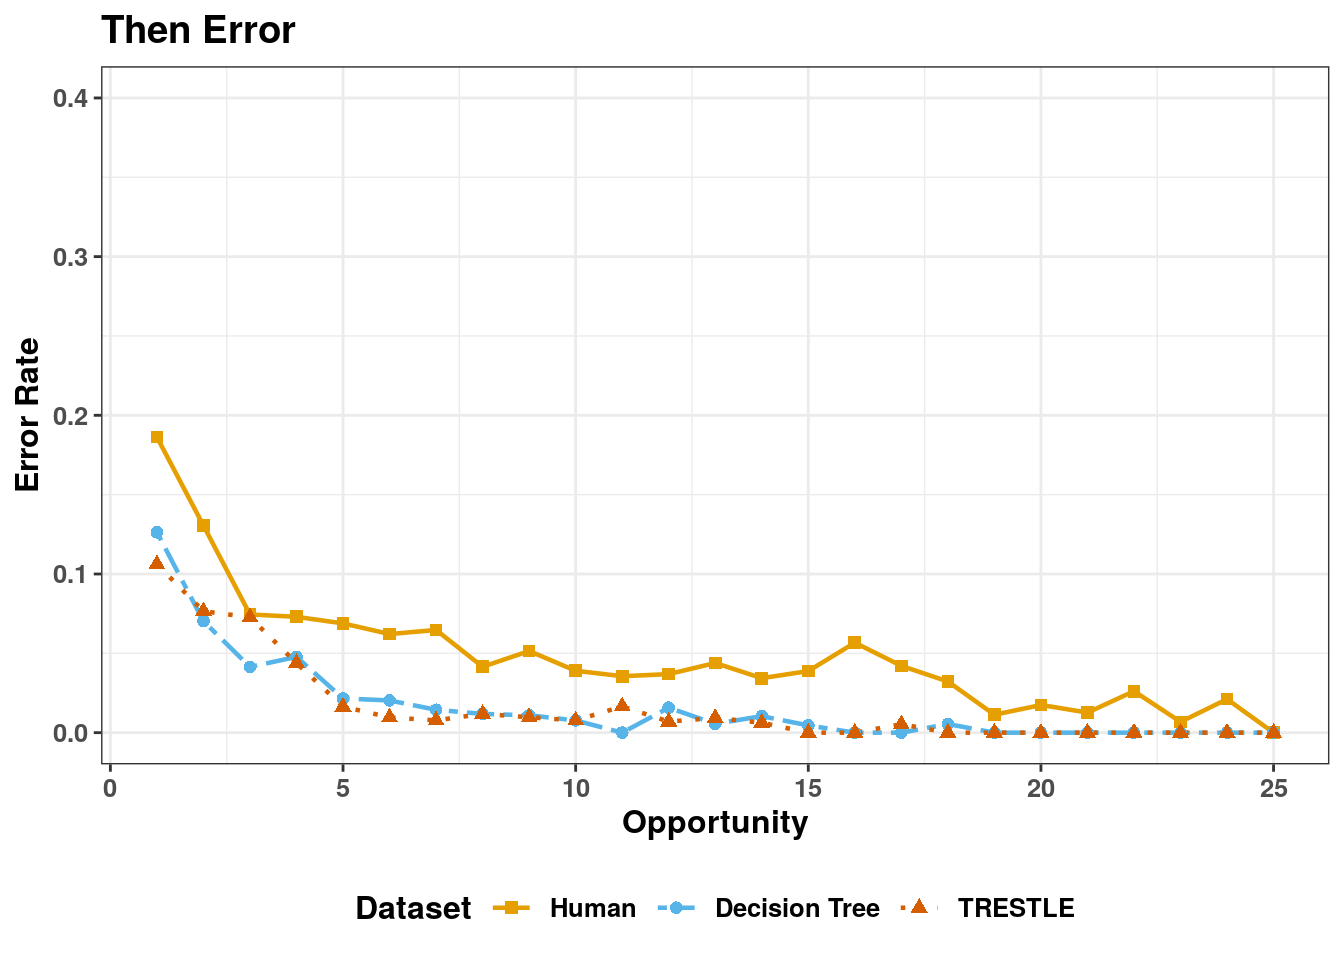 Then Error
0.4
0.3
0.2
0.1
0.0
Error Rate
0 5 10 15 20 25
Opportunity
Dataset Human Decision Tree TRESTLE